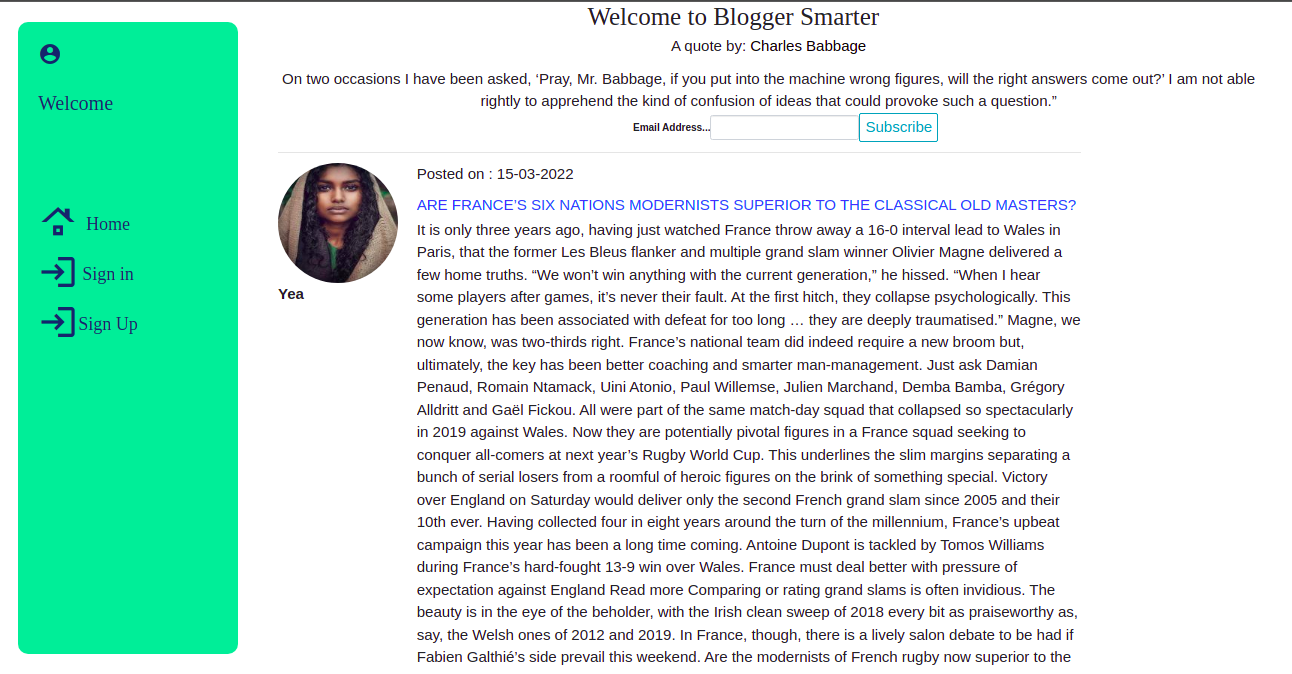 Welcome
Home
Sign in
Sign Up
Welcome to Blogger Smarter
A quote by: Charles Babbage
On two occasions I have been asked, ‘Pray, Mr. Babbage, if you put into the machine wrong figures, will the right answers come out?’ I am not able
rightly to apprehend the kind of confusion of ideas that could provoke such a question.”
Email Address... Subscribe
Yea
Posted on : 15-03-2022
ARE FRANCE’S SIX NATIONS MODERNISTS SUPERIOR TO THE CLASSICAL OLD MASTERS?
It is only three years ago, having just watched France throw away a 16-0 interval lead to Wales in
Paris, that the former Les Bleus flanker and multiple grand slam winner Olivier Magne delivered a
few home truths. “We won’t win anything with the current generation,” he hissed. “When I hear
some players after games, it’s never their fault. At the first hitch, they collapse psychologically. This
generation has been associated with defeat for too long … they are deeply traumatised.” Magne, we
now know, was two-thirds right. France’s national team did indeed require a new broom but,
ultimately, the key has been better coaching and smarter man-management. Just ask Damian
Penaud, Romain Ntamack, Uini Atonio, Paul Willemse, Julien Marchand, Demba Bamba, Grégory
Alldritt and Gaël Fickou. All were part of the same match-day squad that collapsed so spectacularly
in 2019 against Wales. Now they are potentially pivotal figures in a France squad seeking to
conquer all-comers at next year’s Rugby World Cup. This underlines the slim margins separating a
bunch of serial losers from a roomful of heroic figures on the brink of something special. Victory
over England on Saturday would deliver only the second French grand slam since 2005 and their
10th ever. Having collected four in eight years around the turn of the millennium, France’s upbeat
campaign this year has been a long time coming. Antoine Dupont is tackled by Tomos Williams
during France’s hard-fought 13-9 win over Wales. France must deal better with pressure of
expectation against England Read more Comparing or rating grand slams is often invidious. The
beauty is in the eye of the beholder, with the Irish clean sweep of 2018 every bit as praiseworthy as,
say, the Welsh ones of 2012 and 2019. In France, though, there is a lively salon debate to be had if
Fabien Galthié’s side prevail this weekend. Are the modernists of French rugby now superior to the